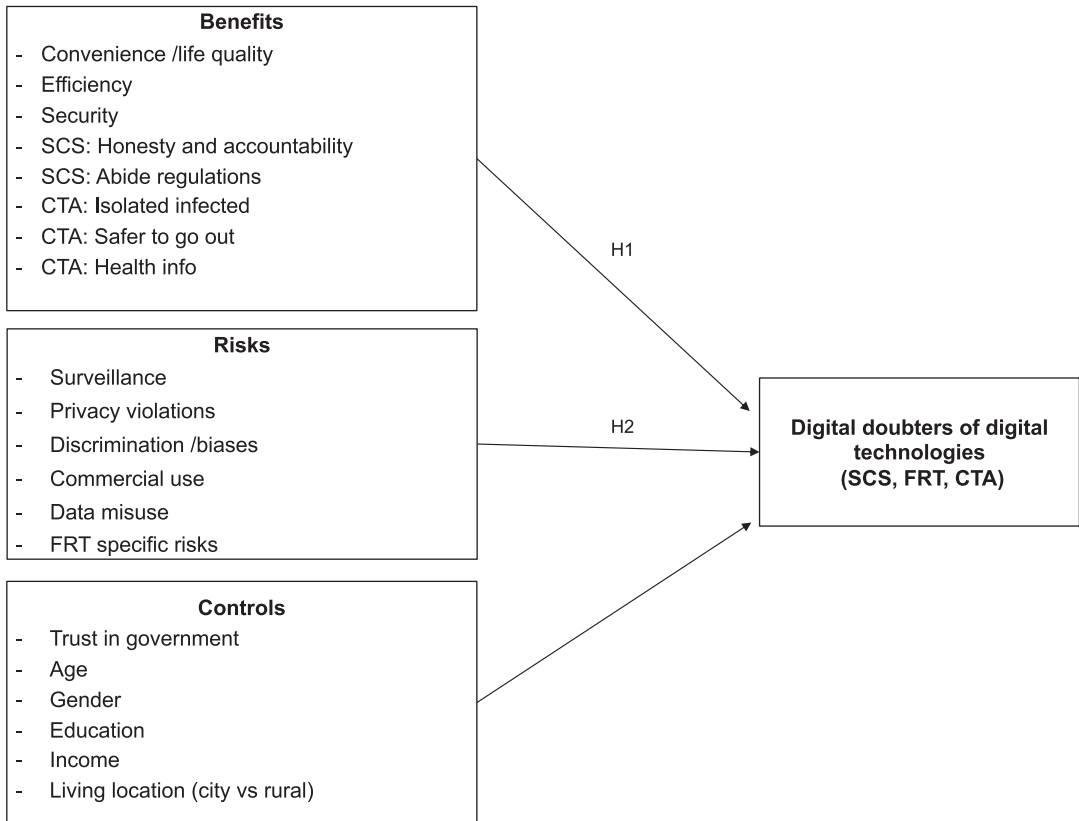 Benefits
- Convenience /life quality
- Efficiency
- Security
- SCS: Honesty and accountability
- SCS: Abide regulations
- CTA: Isolated infected
- CTA: Safer to go out
- CTA: Health info
H1
Risks
- Surveillance
- Privacy violations
- Discrimination /biases
- Commercial use
- Data misuse
- FRT specific risks
H2
Digital doubters of digital
technologies
(SCS, FRT, CTA)
Controls
- Trust in government
- Age
- Gender
- Education
- Income
- Living location (city vs rural)